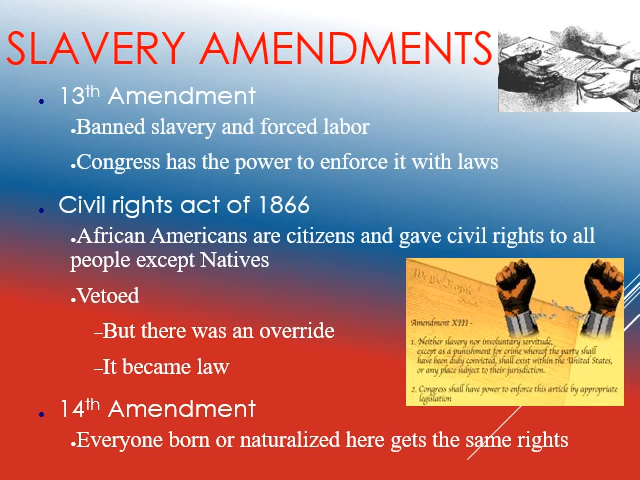 SLAVERY AMENDMENTS
• 13th Amendment
•Banned slavery and forced labor
•Congress has the power to enforce it with laws
• Civil rights act of 1866
•African Americans are citizens and gave civil rights to all
people except Natives
•Vetoed
–But there was an override
–It became law
We the People
Amendment XIII -
1. Neither slavery nor involuntary servitude,
except as a punishment for crime whereof the party shall
have been duly convicted, shall exist within the United States,
or any place subject to their jurisdiction.
2. Congress shall have power to enforce this article by appropriate
legislation
• 14th Amendment
•Everyone born or naturalized here gets the same rights